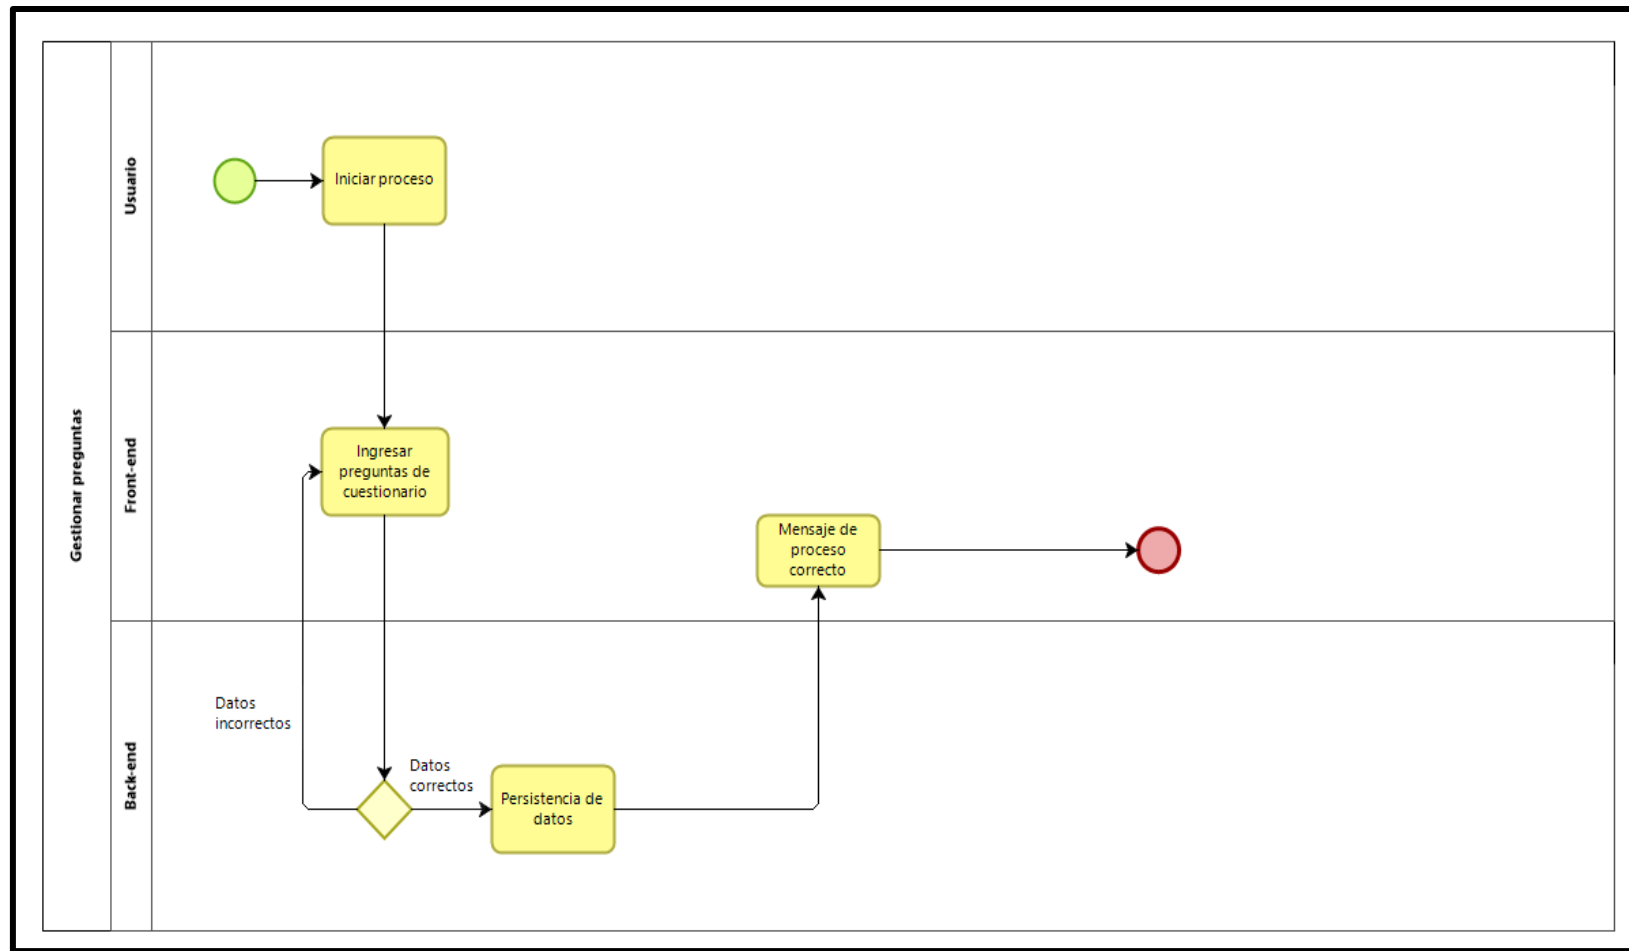 Gestionar preguntas
Usuario
Iniciar proceso
Front-end
Ingresar
preguntas de
cuestionario
Mensaje de
proceso
correcto
Back-end
Datos
incorrectos
Datos
correctos
Persistencia de
datos